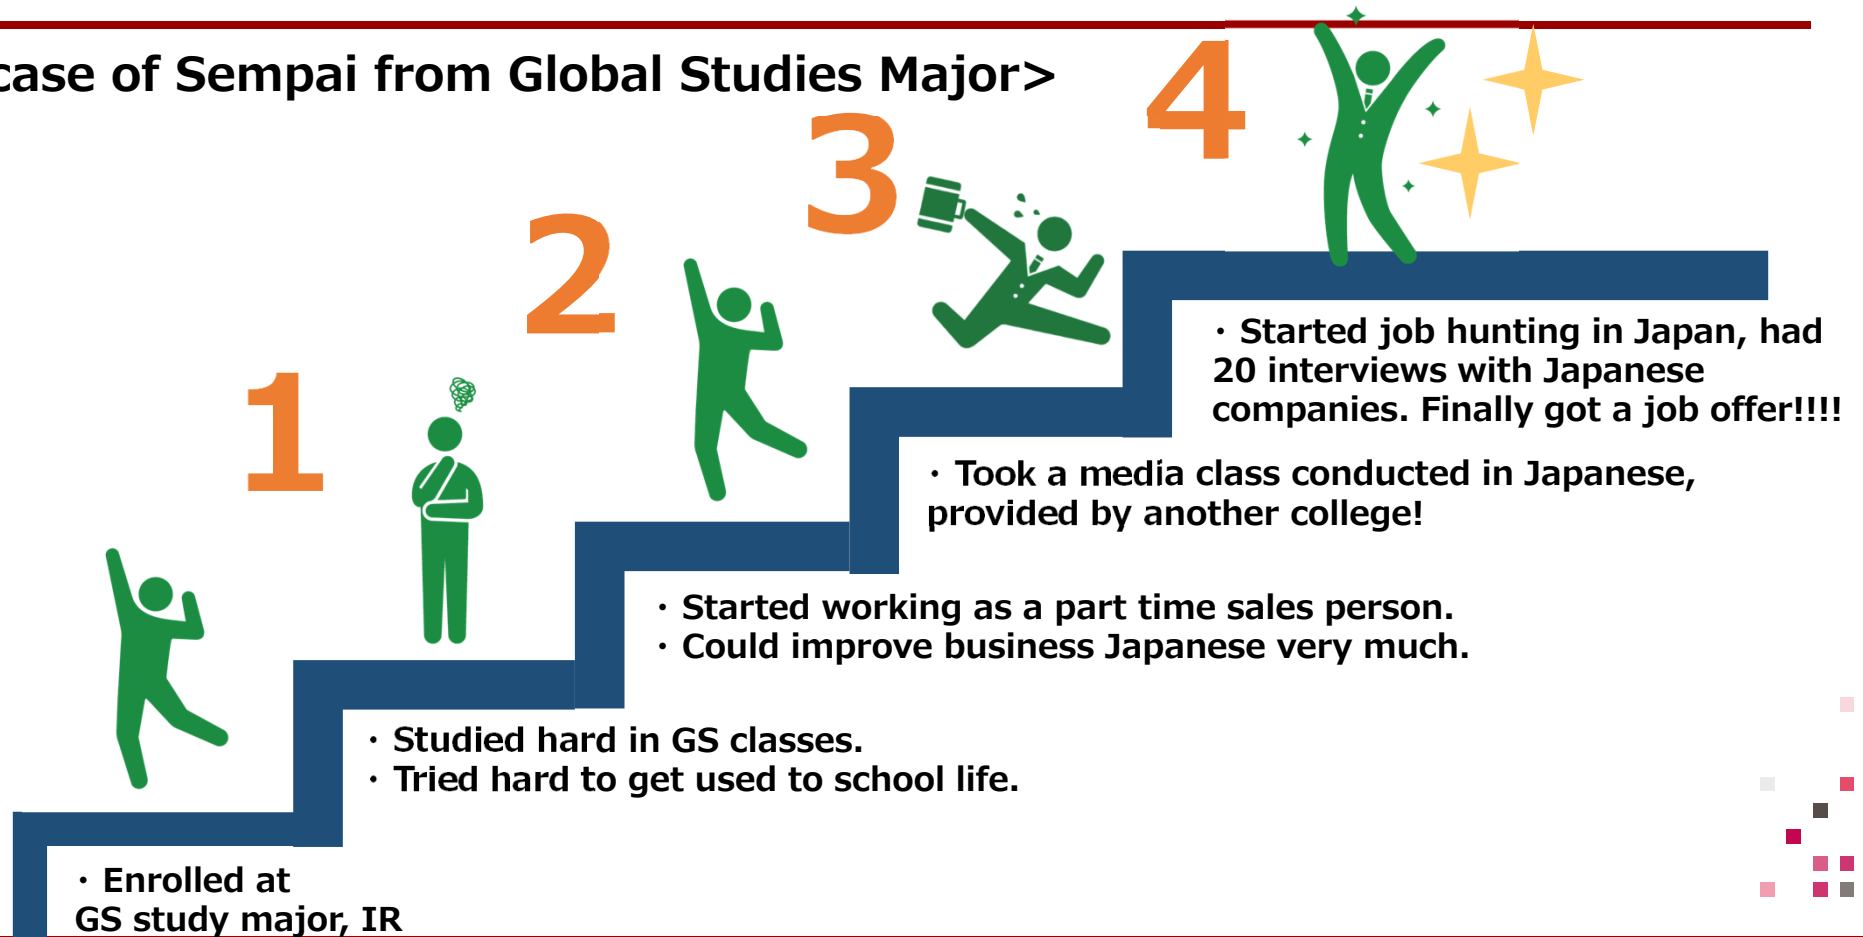 case of Sempai from Global Studies Major>
4
3
2
1
・Started job hunting in Japan, had
20 interviews with Japanese
companies. Finally got a job offer!!!!
・Took a media class conducted in Japanese,
provided by another college!
・Started working as a part time sales person.
・Could improve business Japanese very much.
・Studied hard in GS classes.
・Tried hard to get used to school life.
・Enrolled at
GS study major, IR